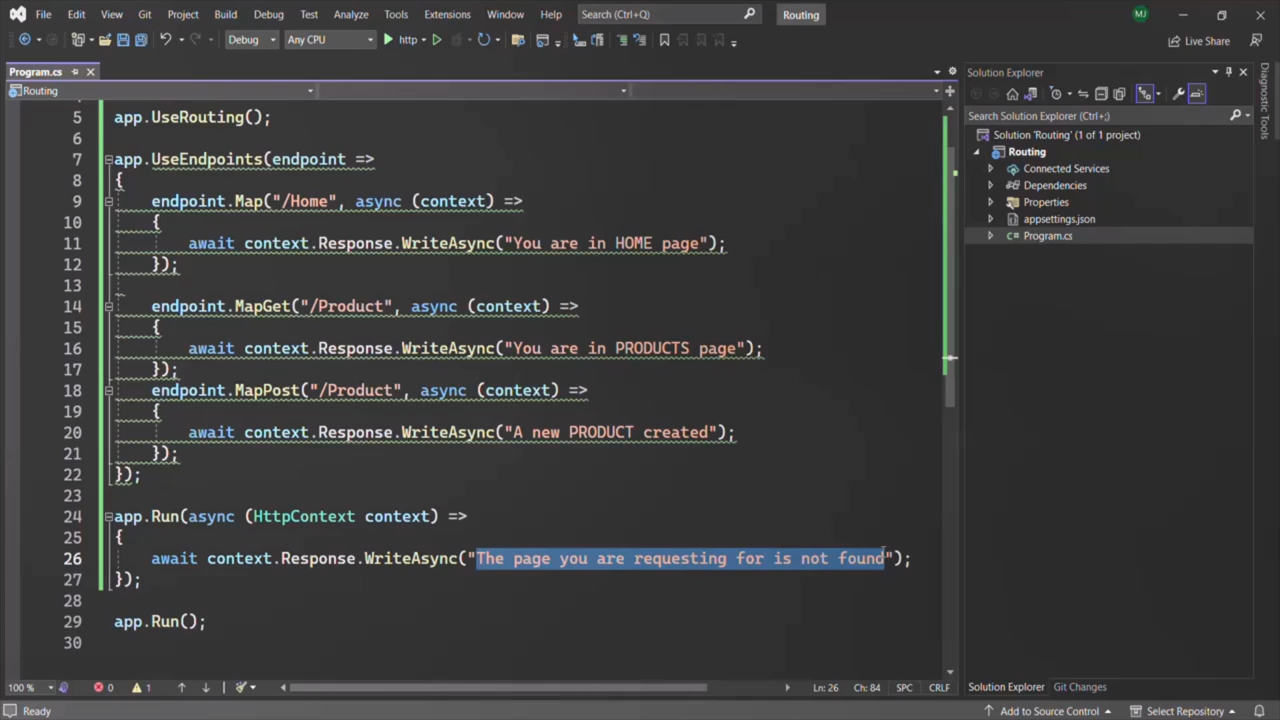 File Edit View Git Project Build Debug Test Analyze Tools Extensions Window Help Search (Ctrl+Q) Routing MJ
Debug Any CPU http Live Share
Program.cs
Routing
5 app.UseRouting();
6
7 app.UseEndpoints(endpoint =>
8 {
9 endpoint.Map("/Home", async (context) =>
10 {
11 await context.Response.WriteAsync("You are in HOME page");
12 });
13
14 endpoint.MapGet("/Product", async (context) =>
15 {
16 await context.Response.WriteAsync("You are in PRODUCTS page");
17 });
18 endpoint.MapPost("/Product", async (context) =>
19 {
20 await context.Response.WriteAsync("A new PRODUCT created");
21 });
22 });
23
24 app.Run(async (HttpContext context) =>
25 {
26 await context.Response.WriteAsync("The page you are requesting for is not found");
27 });
28
29 app.Run();
30
100 % 0 1 Ln: 26 Ch: 84 SPC CRLF
Solution Explorer
Search Solution Explorer (Ctrl+;)
Solution 'Routing' (1 of 1 project)
Routing
Connected Services
Dependencies
Properties
appsettings.json
C# Program.cs
Solution Explorer Git Changes
Diagnostic Tools
Ready Add to Source Control Select Repository